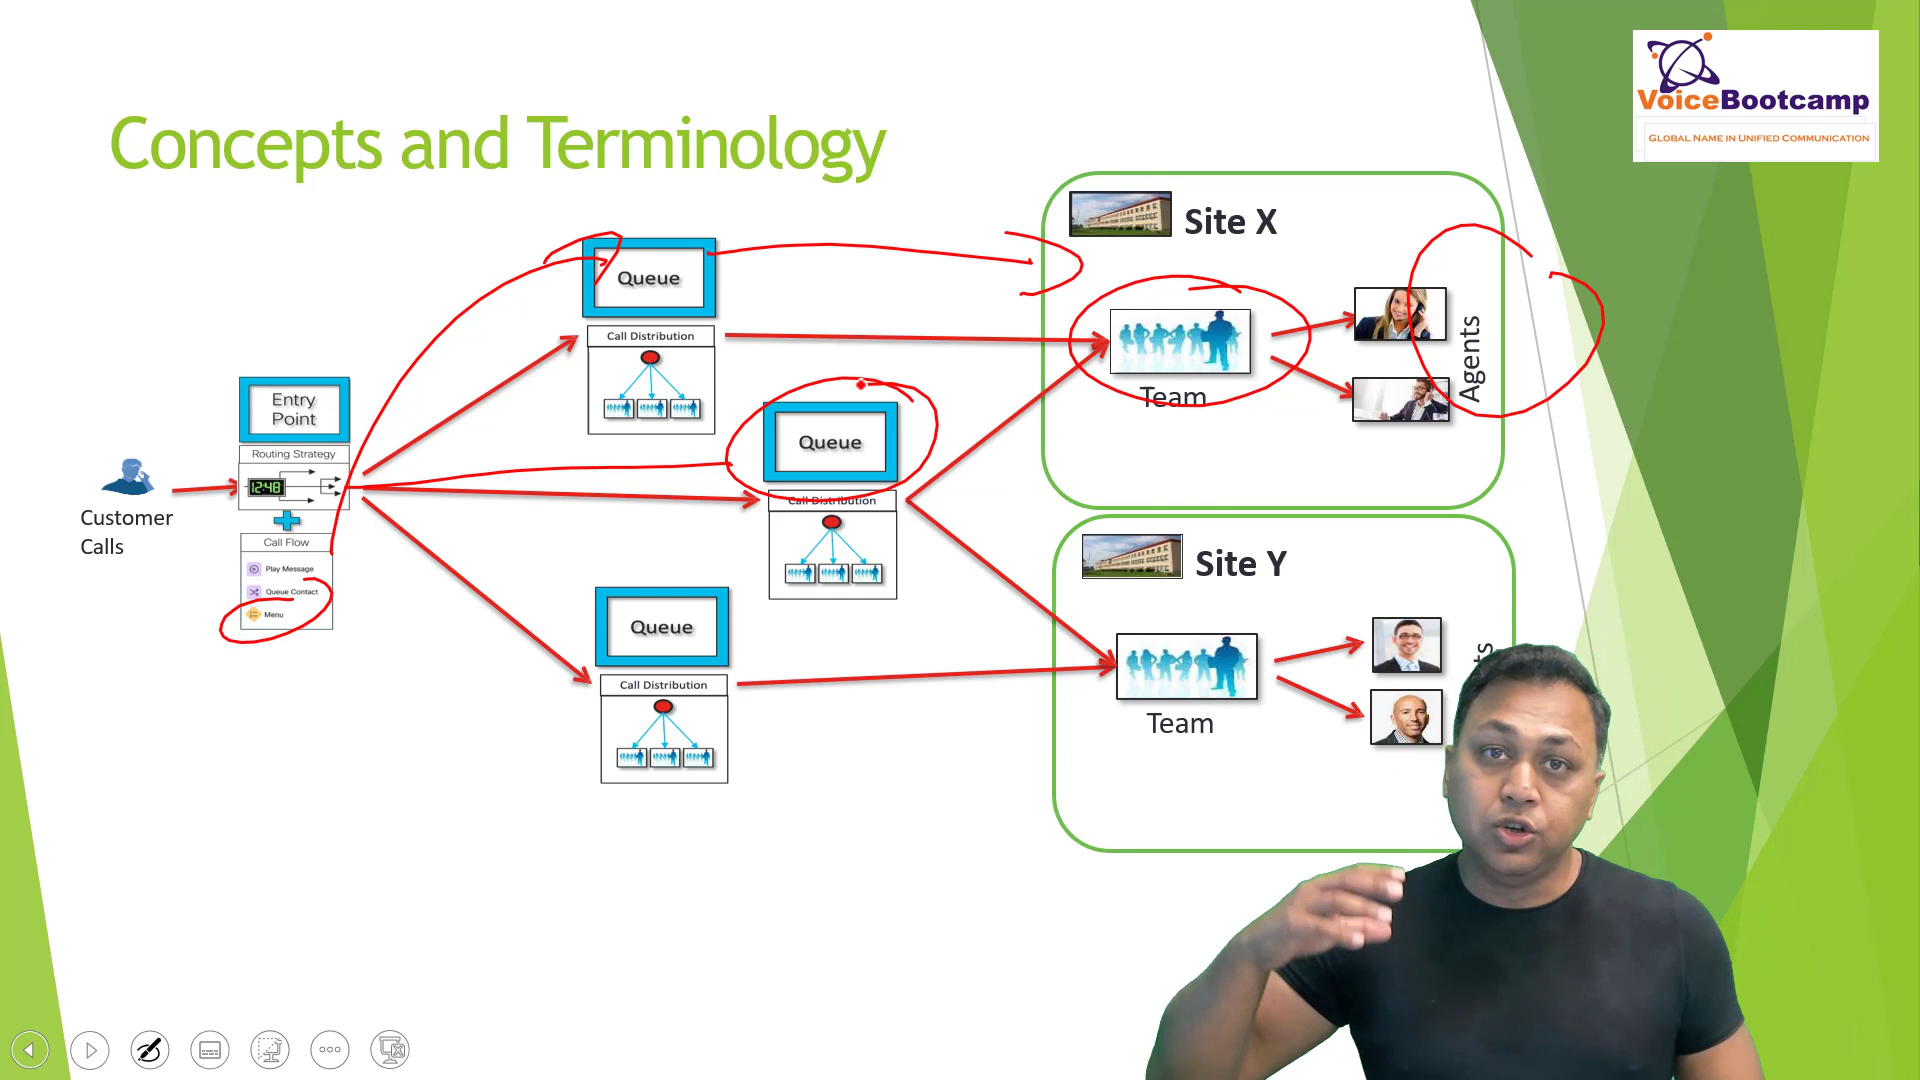 Concepts and Terminology
VoiceBootcamp
GLOBAL NAME IN UNIFIED COMMUNICATION
Customer
Calls
Entry
Point
Routing Strategy
12:48
Call Flow
Play Message
Queue Contact
Menu
Queue
Call Distribution
Queue
Call Distribution
Queue
Call Distribution
Site X
Team
Agents
Site Y
Team
ts